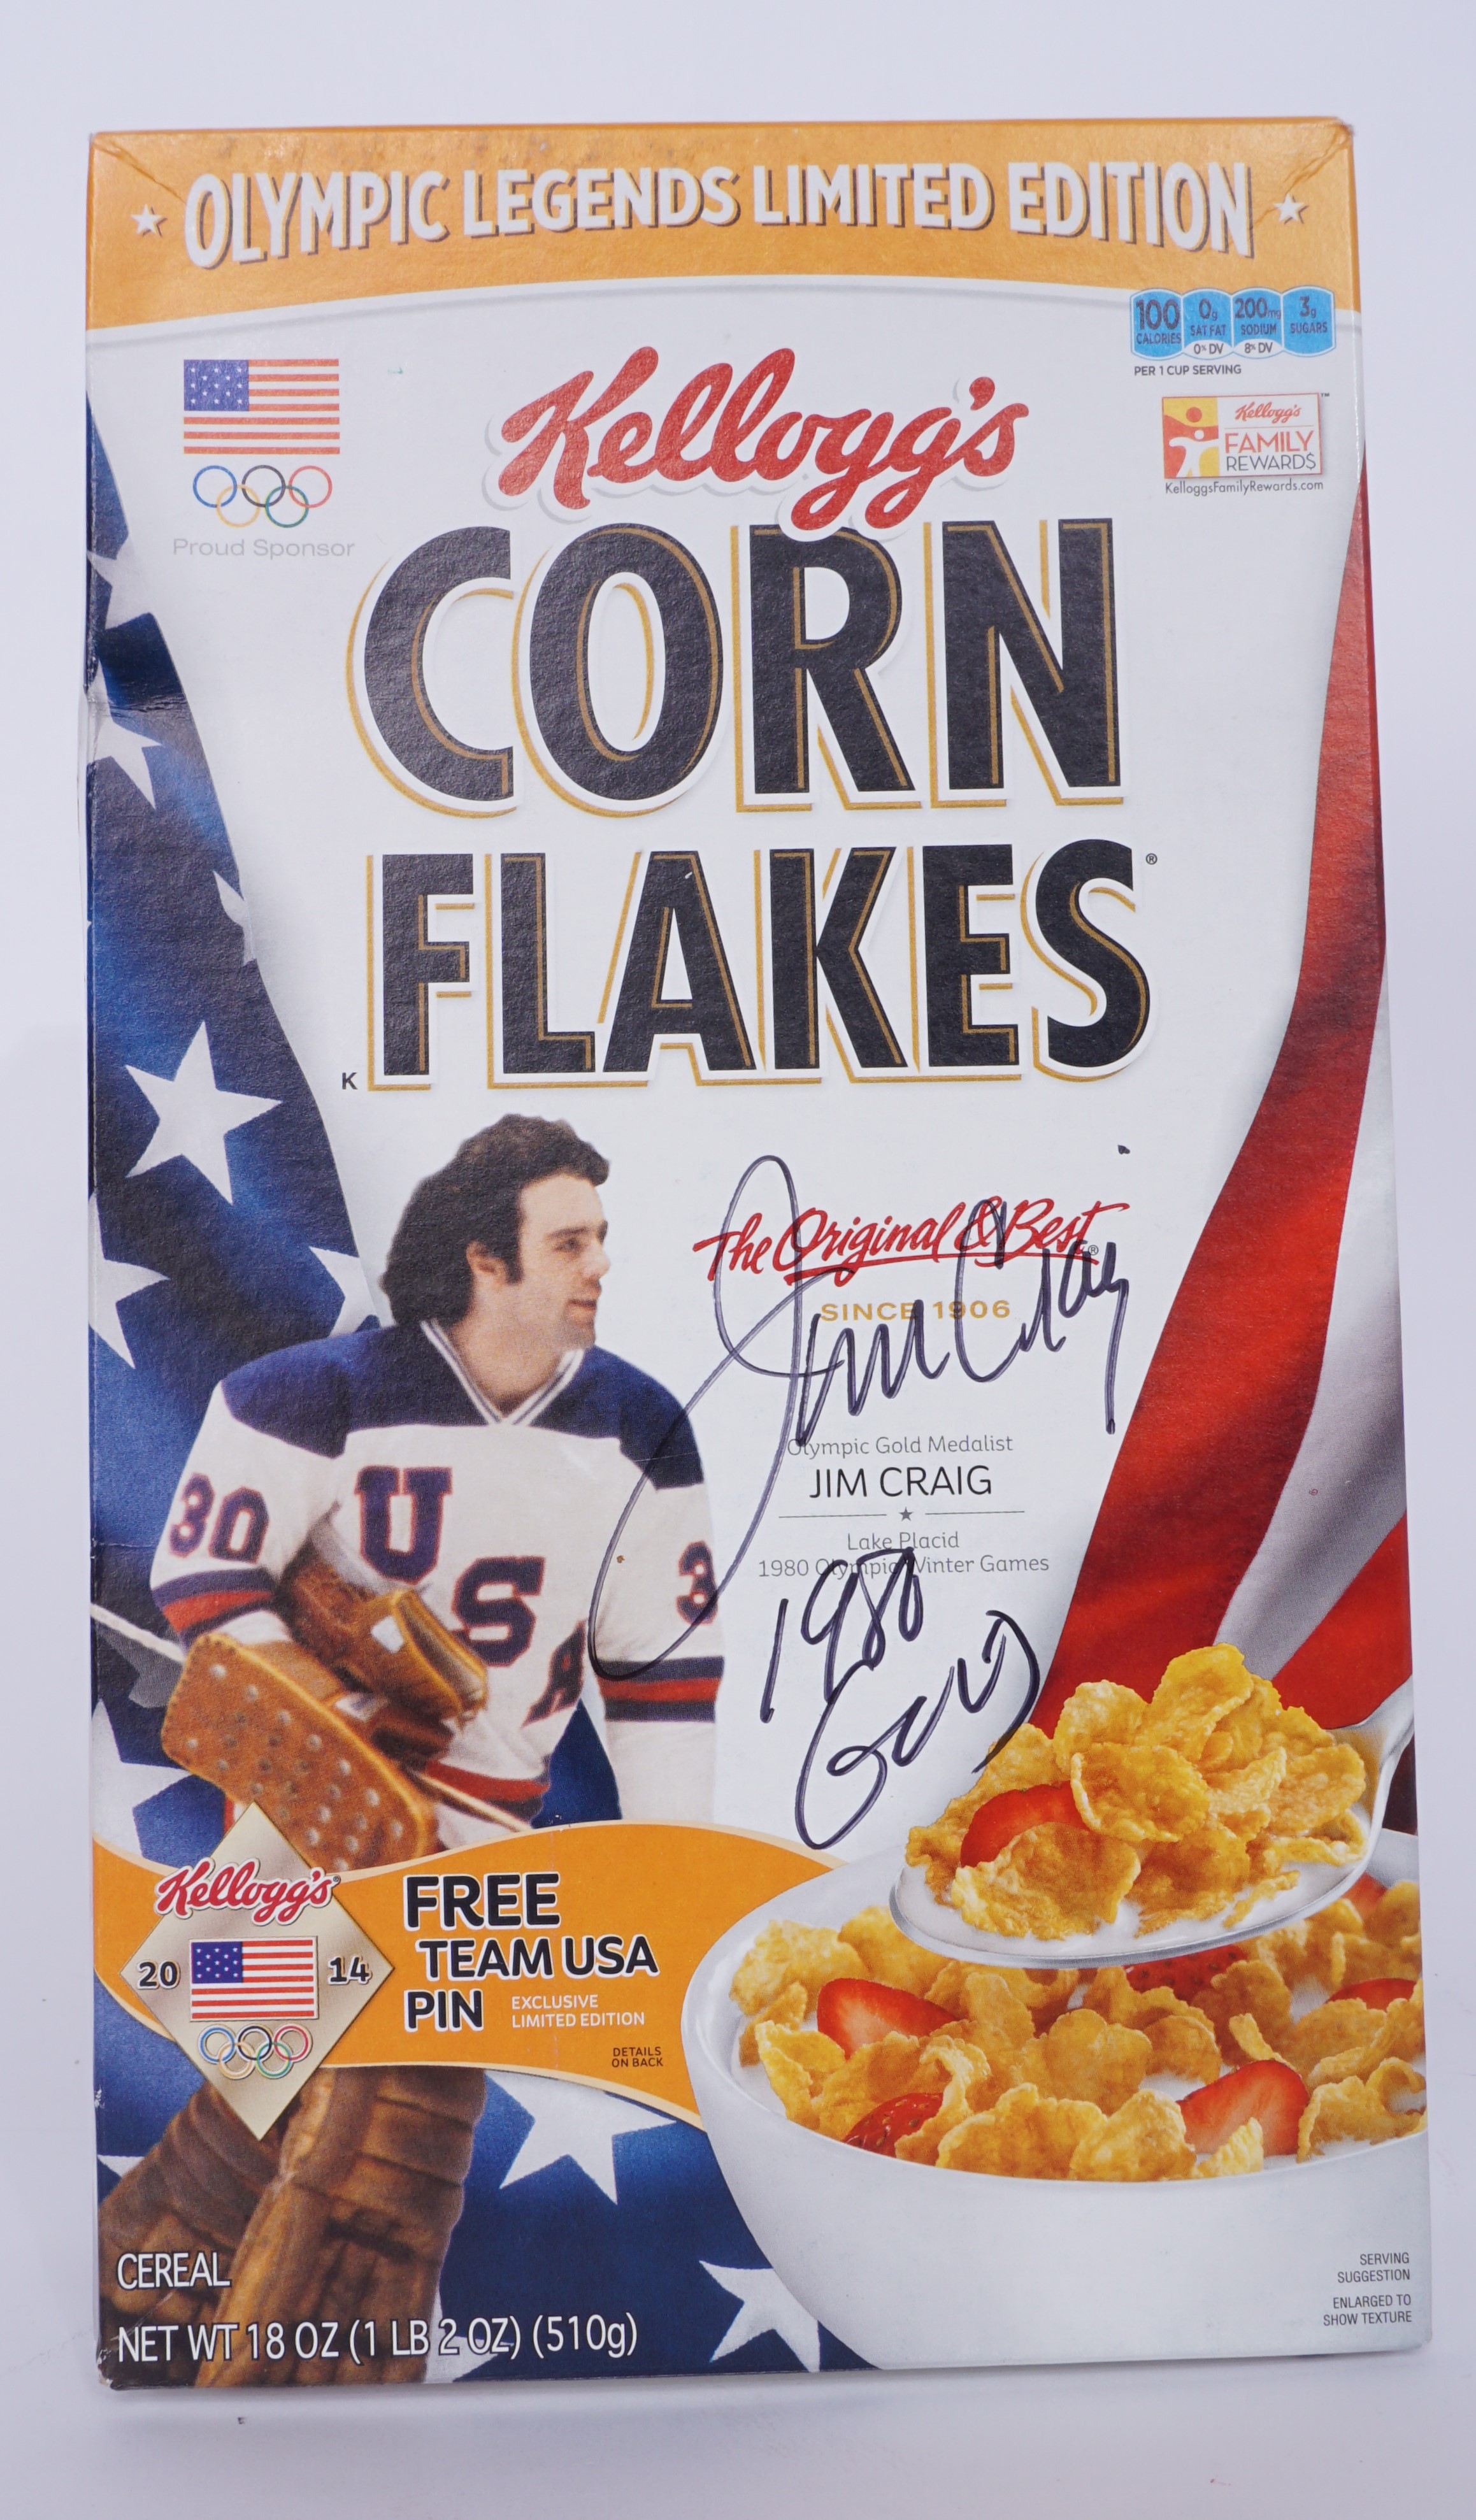 OLYMPIC LEGENDS LIMITED EDITION
100 CALORIES
0g SAT FAT 0% DV
200mg SODIUM 8% DV
3g SUGARS
PER 1 CUP SERVING
Proud Sponsor
Kellogg's
Kellogg's
FAMILY
REWARDS™
KelloggsFamilyRewards.com
CORN
FLAKES®
K
The Original & Best®
SINCE 1906
Jim Craig
Olympic Gold Medalist
JIM CRAIG
Lake Placid
1980 Olympic Winter Games
1980
Gold
30
U
S
A
3
Kellogg's®
20 14
FREE
TEAM USA
PIN
EXCLUSIVE
LIMITED EDITION
DETAILS
ON BACK
CEREAL
NET WT 18 OZ (1 LB 2 OZ) (510g)
SERVING
SUGGESTION
ENLARGED TO
SHOW TEXTURE